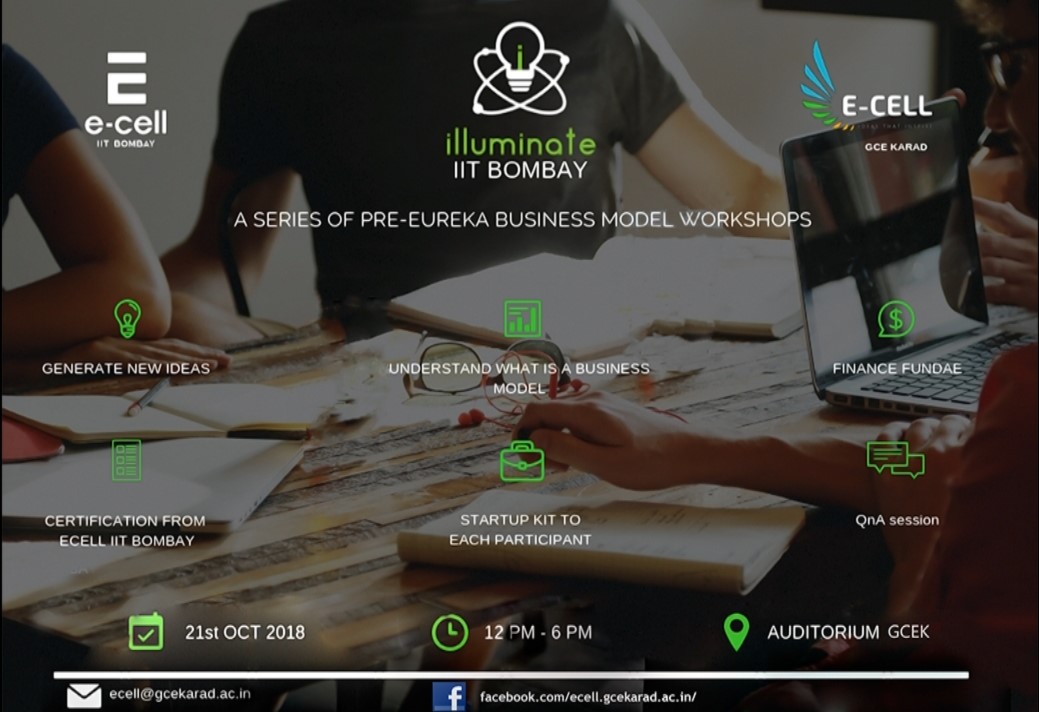 e-cell
IIT BOMBAY
illuminate
IIT BOMBAY
E-CELL
GCE KARAD
A SERIES OF PRE-EUREKA BUSINESS MODEL WORKSHOPS
GENERATE NEW IDEAS
UNDERSTAND WHAT IS A BUSINESS
MODEL
FINANCE FUNDAE
CERTIFICATION FROM
ECELL IIT BOMBAY
STARTUP KIT TO
EACH PARTICIPANT
QnA session
21st OCT 2018
12 PM - 6 PM
AUDITORIUM GCEK
ecell@gcekarad.ac.in
facebook.com/ecell.gcekarad.ac.in/